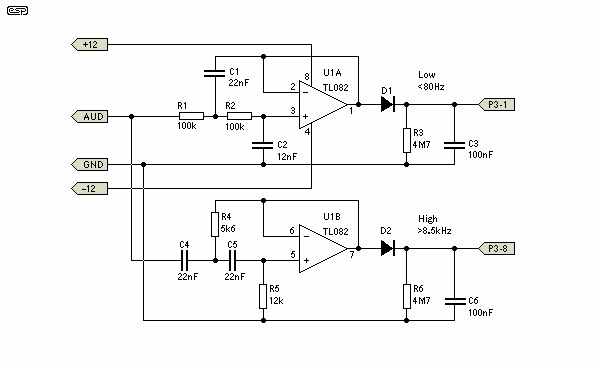 esp
+12
AUD
GND
-12
C1
22nF
R1
100k
R2
100k
C2
12nF
U1A
TL082
8
2
3
4
1
−
+
D1
Low
<80Hz
P3-1
R3
4M7
C3
100nF
R4
5k6
C4
22nF
C5
22nF
R5
12k
U1B
TL082
6
5
7
−
+
D2
High
>8.5kHz
P3-8
R6
4M7
C6
100nF